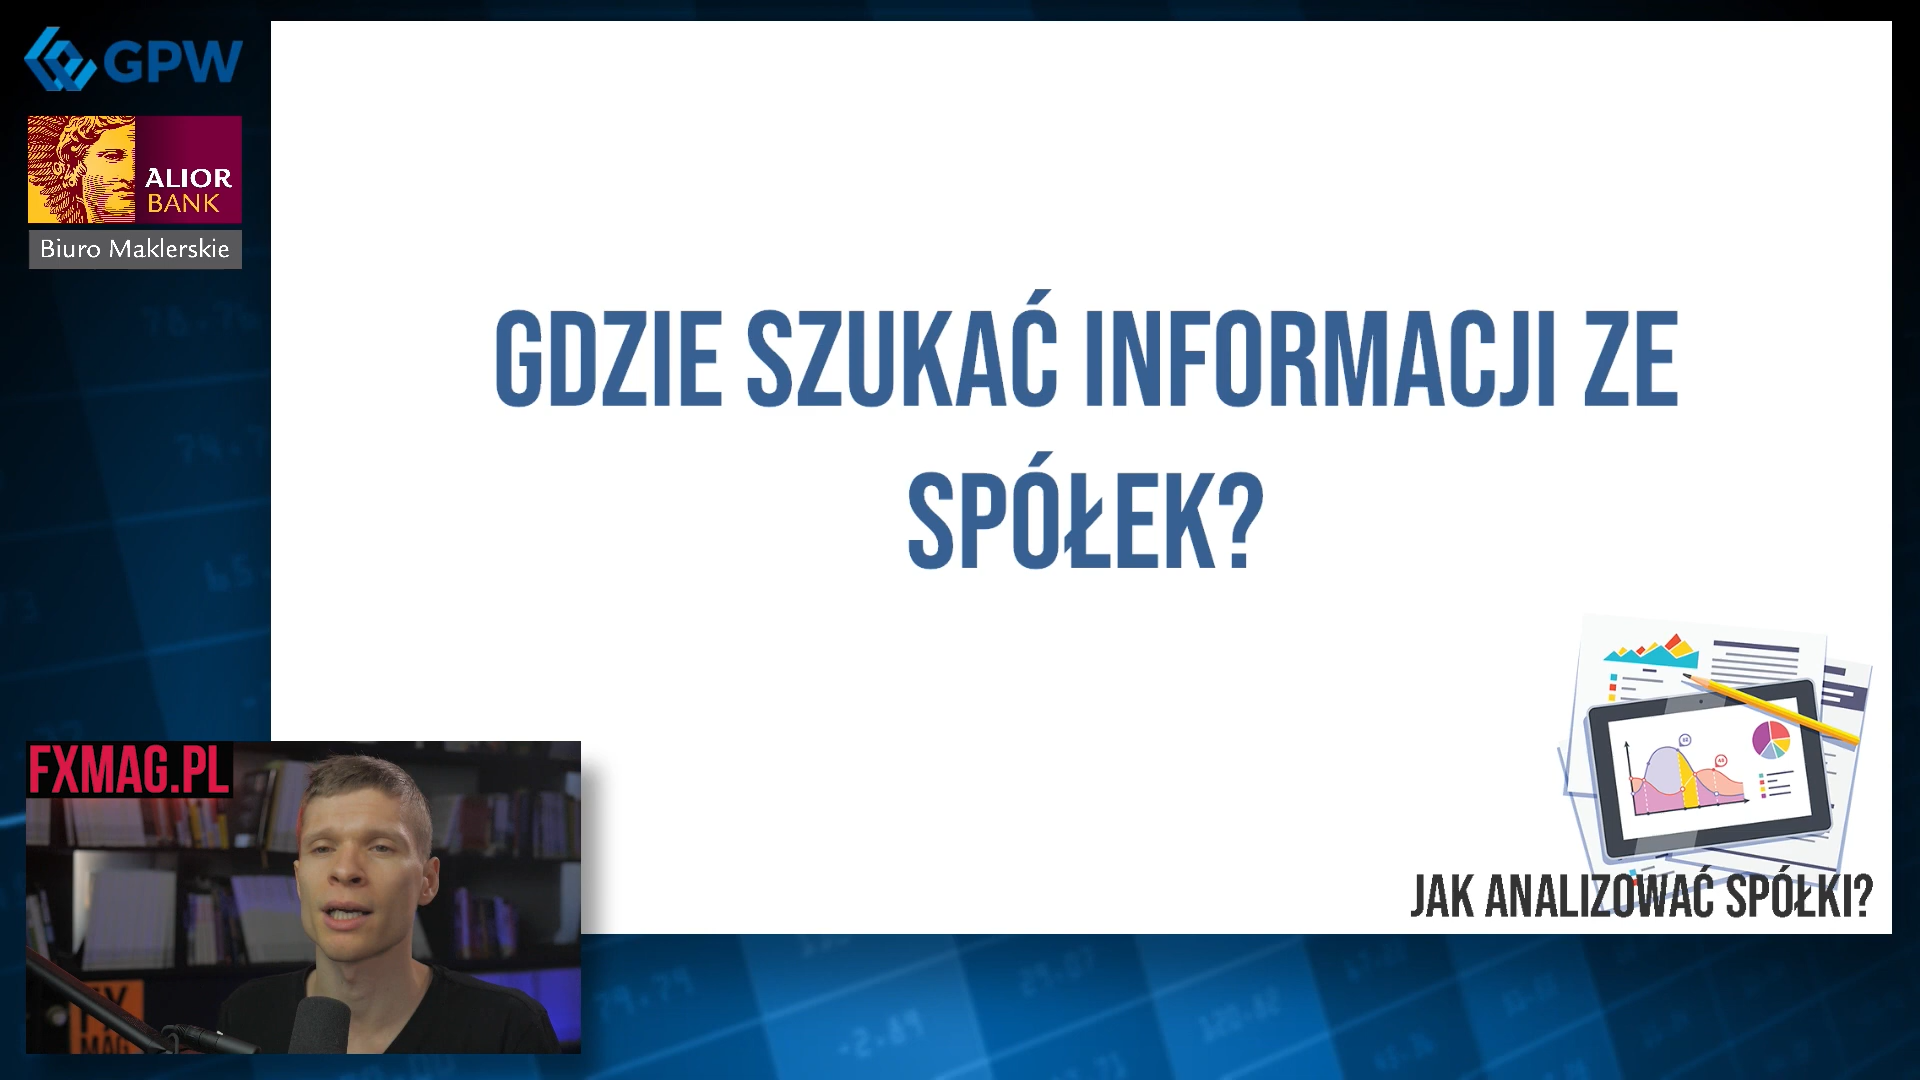 GPW
ALIOR
BANK
Biuro Maklerskie
GDZIE SZUKAĆ INFORMACJI ZE
SPÓŁEK?
FXMAG.PL
JAK ANALIZOWAĆ SPÓŁKI?